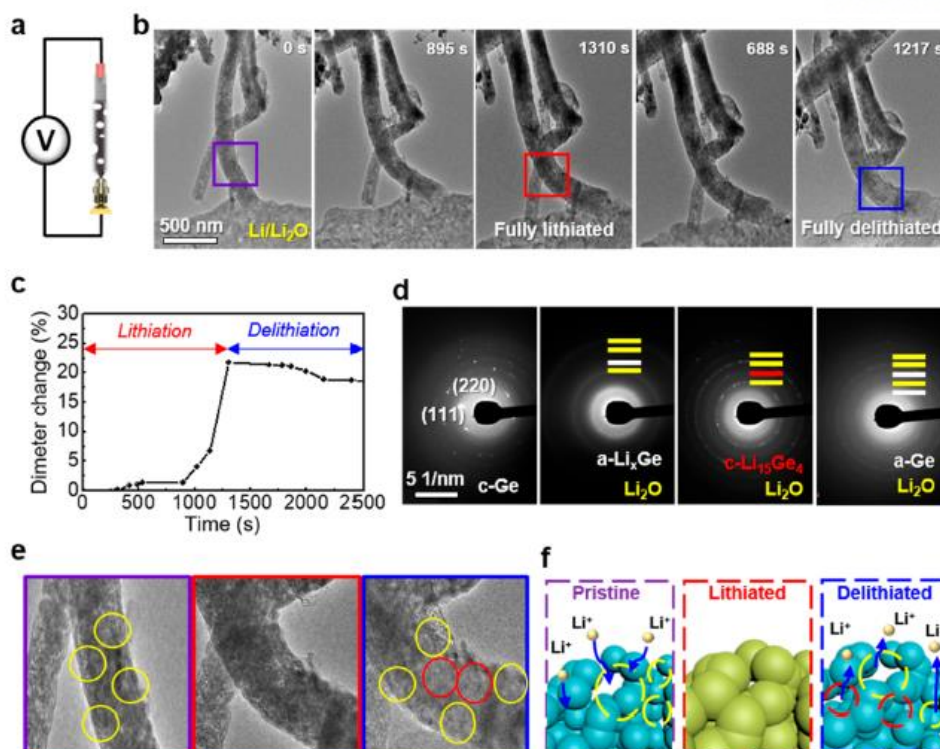 a
V
b
0 s
895 s
1310 s
688 s
1217 s
500 nm
Li/Li₂O
Fully lithiated
Fully delithiated
c
Dimeter change (%)
30
25
20
15
10
5
0
Lithiation
Delithiation
0 500 1000 1500 2000 2500
Time (s)
d
(220)
(111)
5 1/nm
c-Ge
a-LiₓGe
Li₂O
c-Li₁₅Ge₄
Li₂O
a-Ge
Li₂O
e
f
Pristine
Li⁺
Li⁺
Lithiated
Delithiated
Li⁺
Li⁺
Li⁺